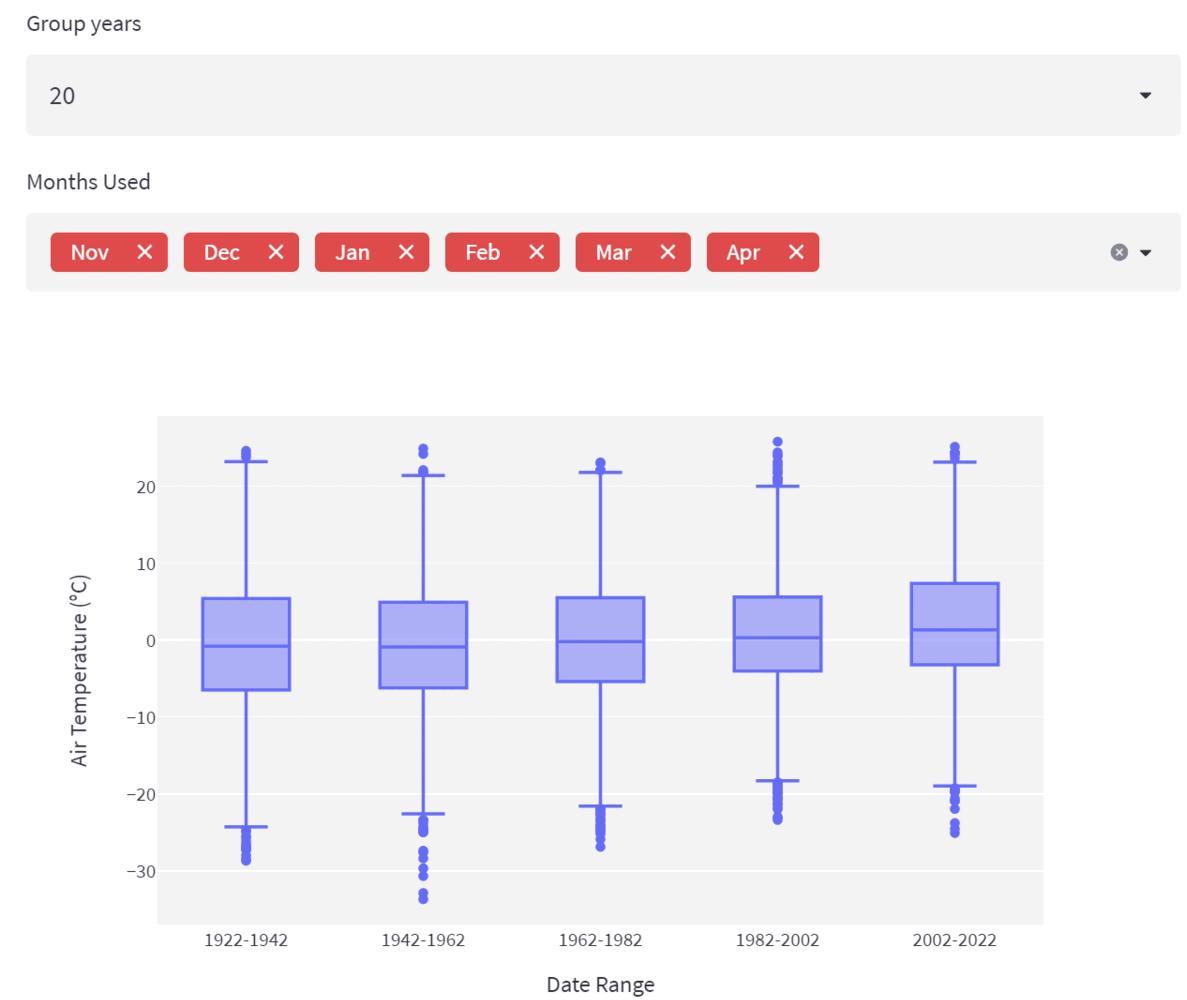 Group years
20
Months Used
Nov Dec Jan Feb Mar Apr
20
10
0
−10
−20
−30
Air Temperature (°C)
1922-1942 1942-1962 1962-1982 1982-2002 2002-2022
Date Range